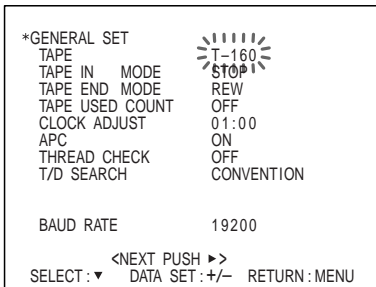 *GENERAL SET
TAPE T–160
TAPE IN MODE STOP
TAPE END MODE REW
TAPE USED COUNT OFF
CLOCK ADJUST 01:00
APC ON
THREAD CHECK OFF
T/D SEARCH CONVENTION
BAUD RATE 19200
<NEXT PUSH ►>
SELECT:▼ DATA SET:+/– RETURN:MENU